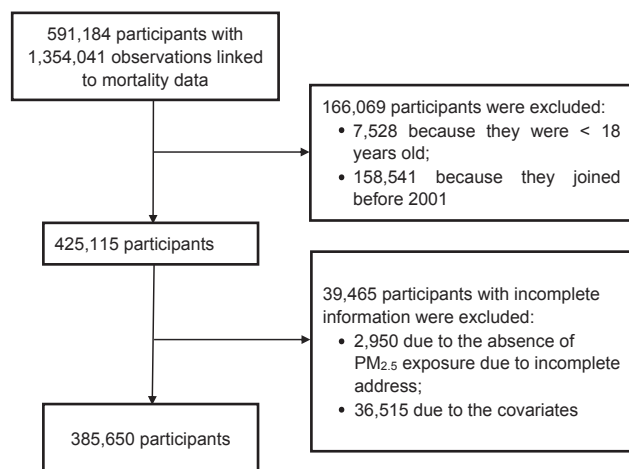 591,184 participants with
1,354,041 observations linked
to mortality data
166,069 participants were excluded:
• 7,528 because they were < 18
years old;
• 158,541 because they joined
before 2001
425,115 participants
39,465 participants with incomplete
information were excluded:
• 2,950 due to the absence of
PM2.5 exposure due to incomplete
address;
• 36,515 due to the covariates
385,650 participants